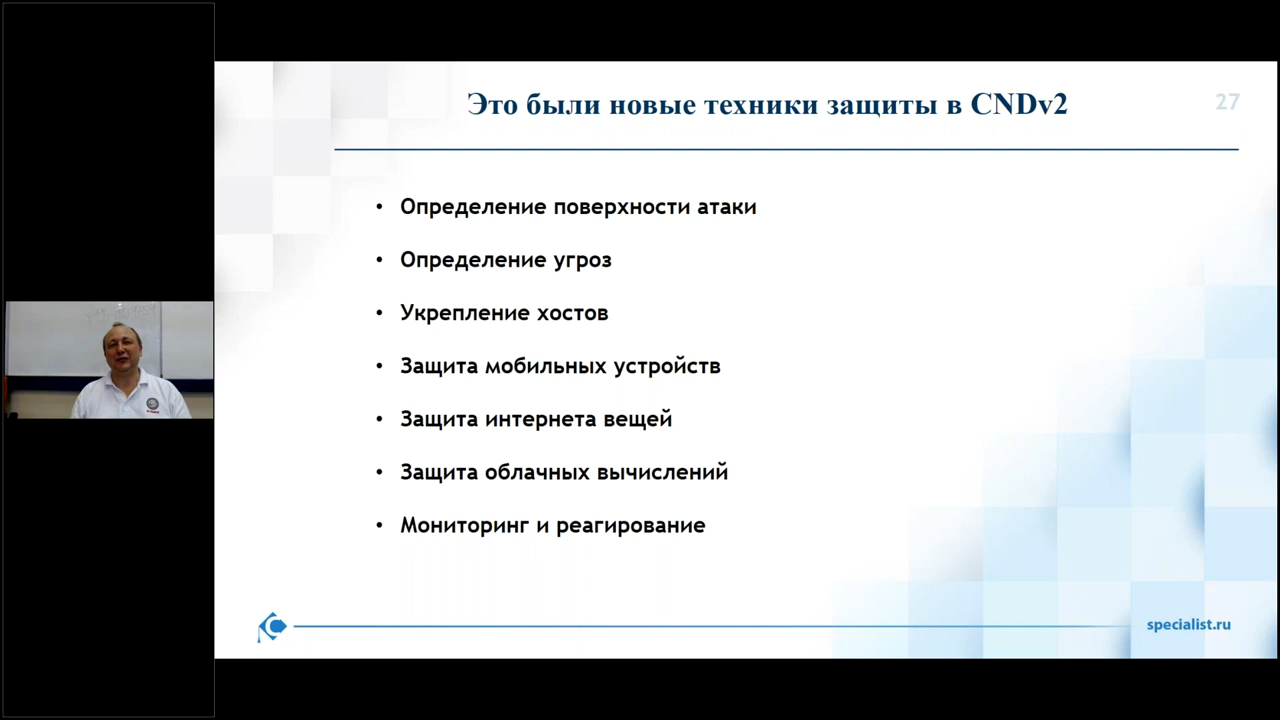 Это были новые техники защиты в CNDv2
27
• Определение поверхности атаки
• Определение угроз
• Укрепление хостов
• Защита мобильных устройств
• Защита интернета вещей
• Защита облачных вычислений
• Мониторинг и реагирование
specialist.ru